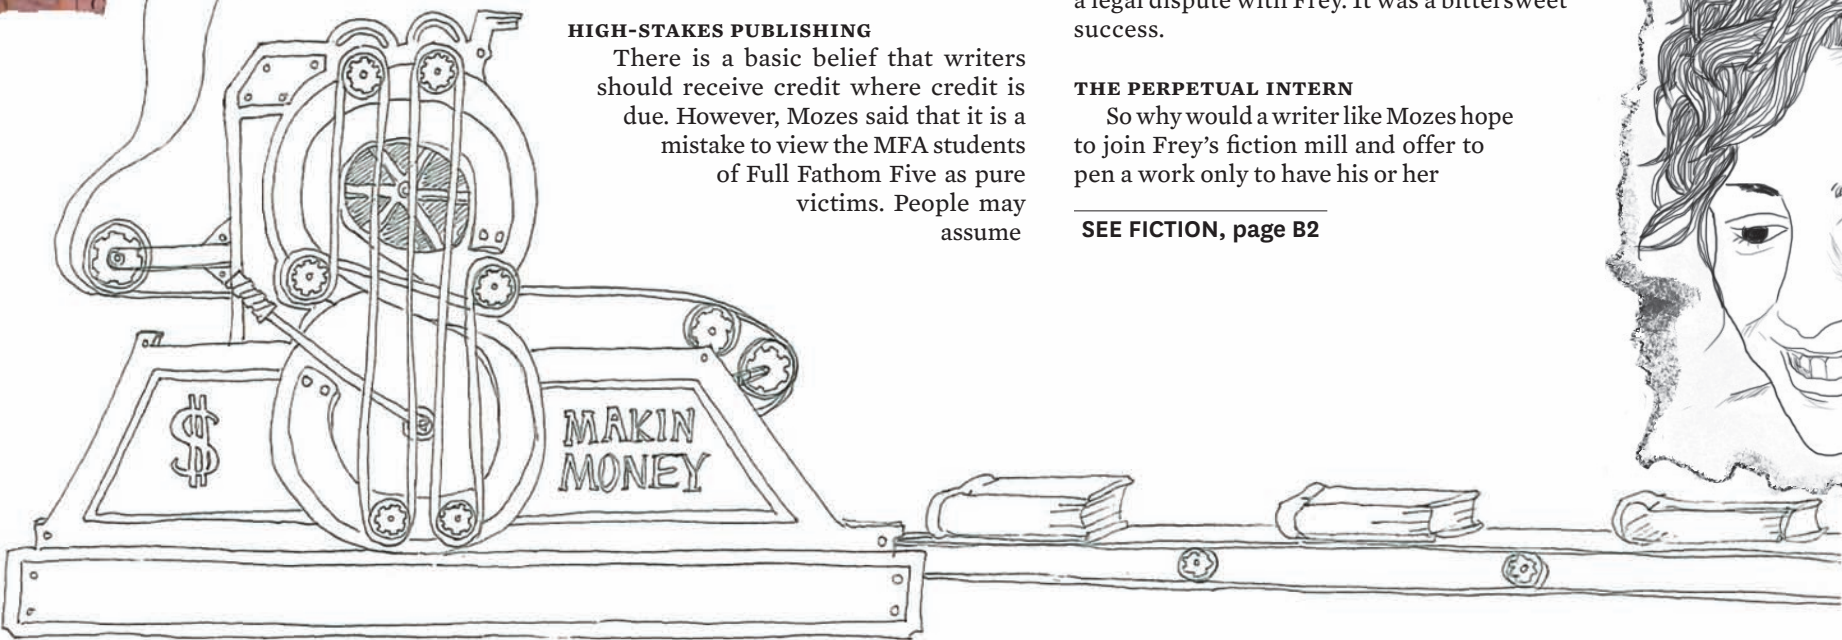 HIGH-STAKES PUBLISHING
There is a basic belief that writers
should receive credit where credit is
due. However, Mozes said that it is a
mistake to view the MFA students
of Full Fathom Five as pure
victims. People may
assume
a legal dispute with Frey. It was a bittersweet
success.
THE PERPETUAL INTERN
So why would a writer like Mozes hope
to join Frey’s fiction mill and offer to
pen a work only to have his or her
SEE FICTION, page B2
$
MAKIN
MONEY